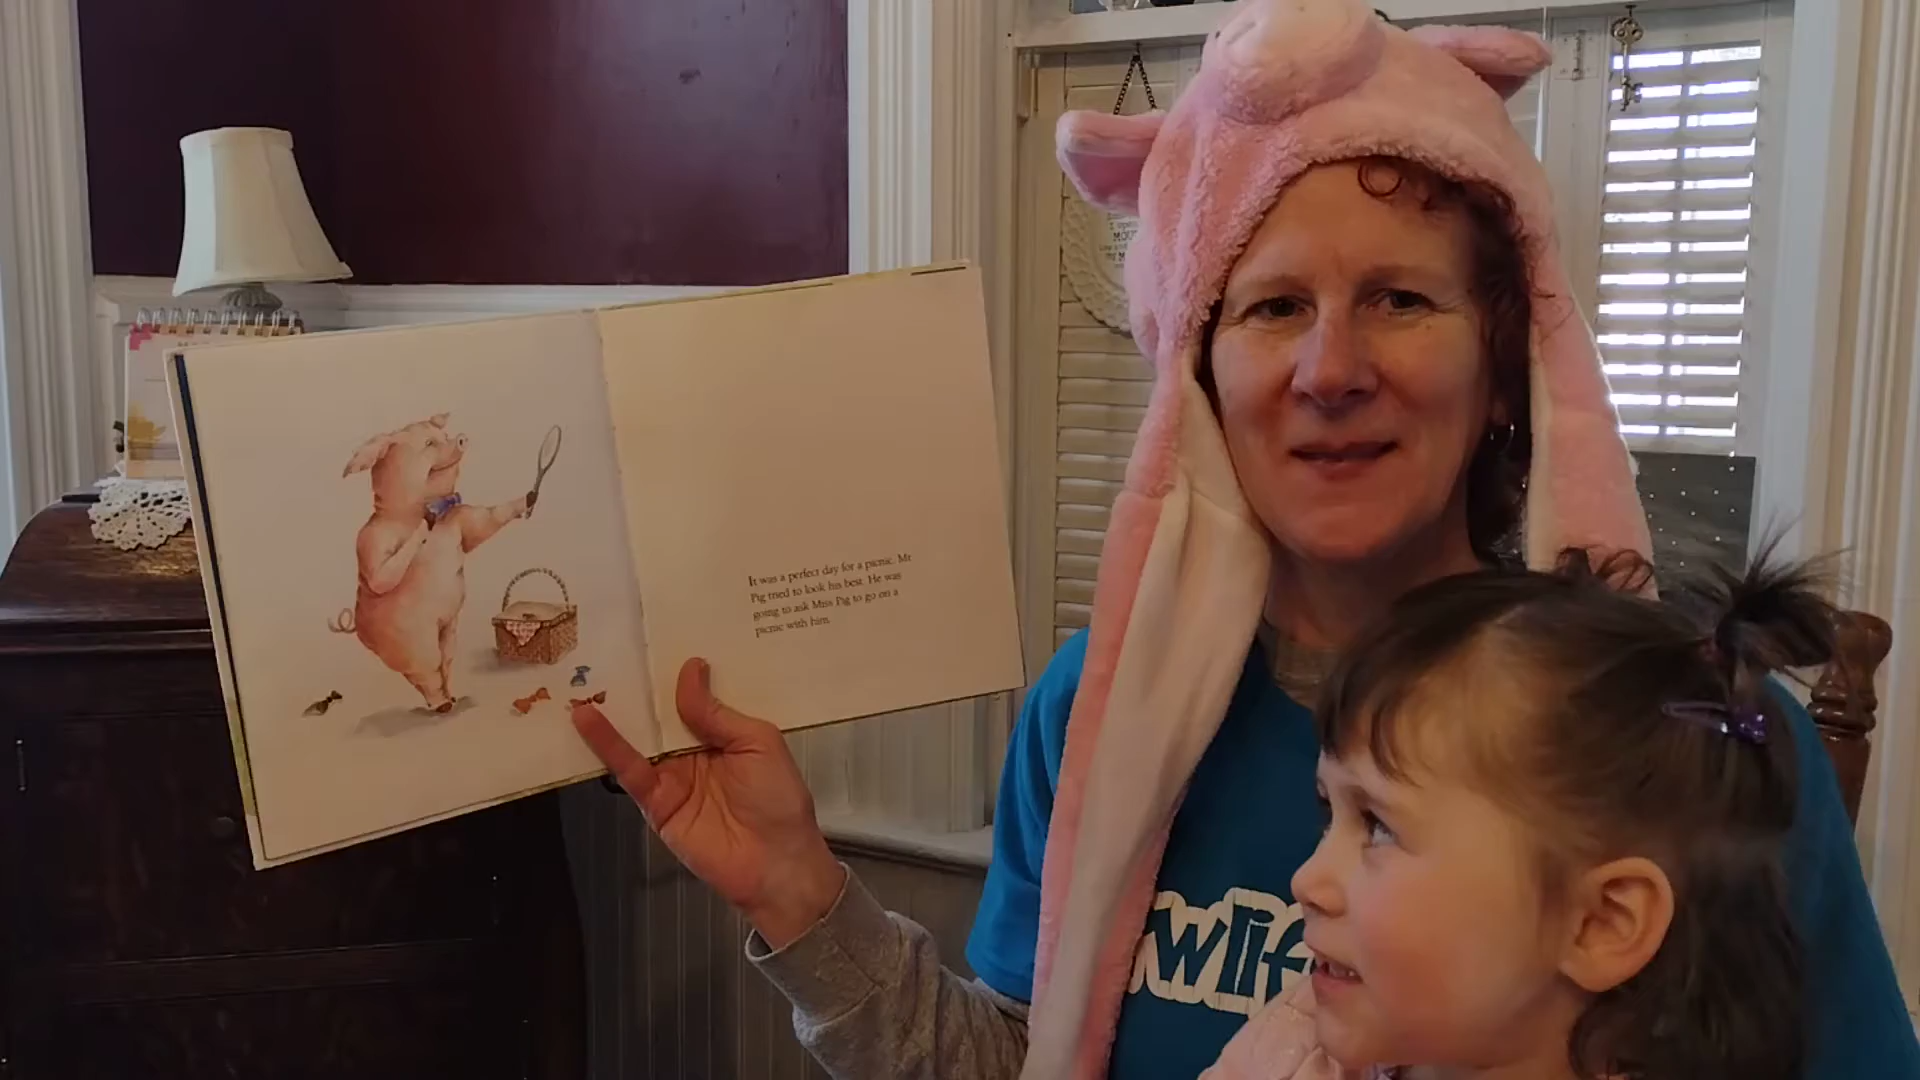 It was a perfect day for a picnic. Mr
Pig tried to look his best. He was
going to ask Miss Pig to go on a
picnic with him.